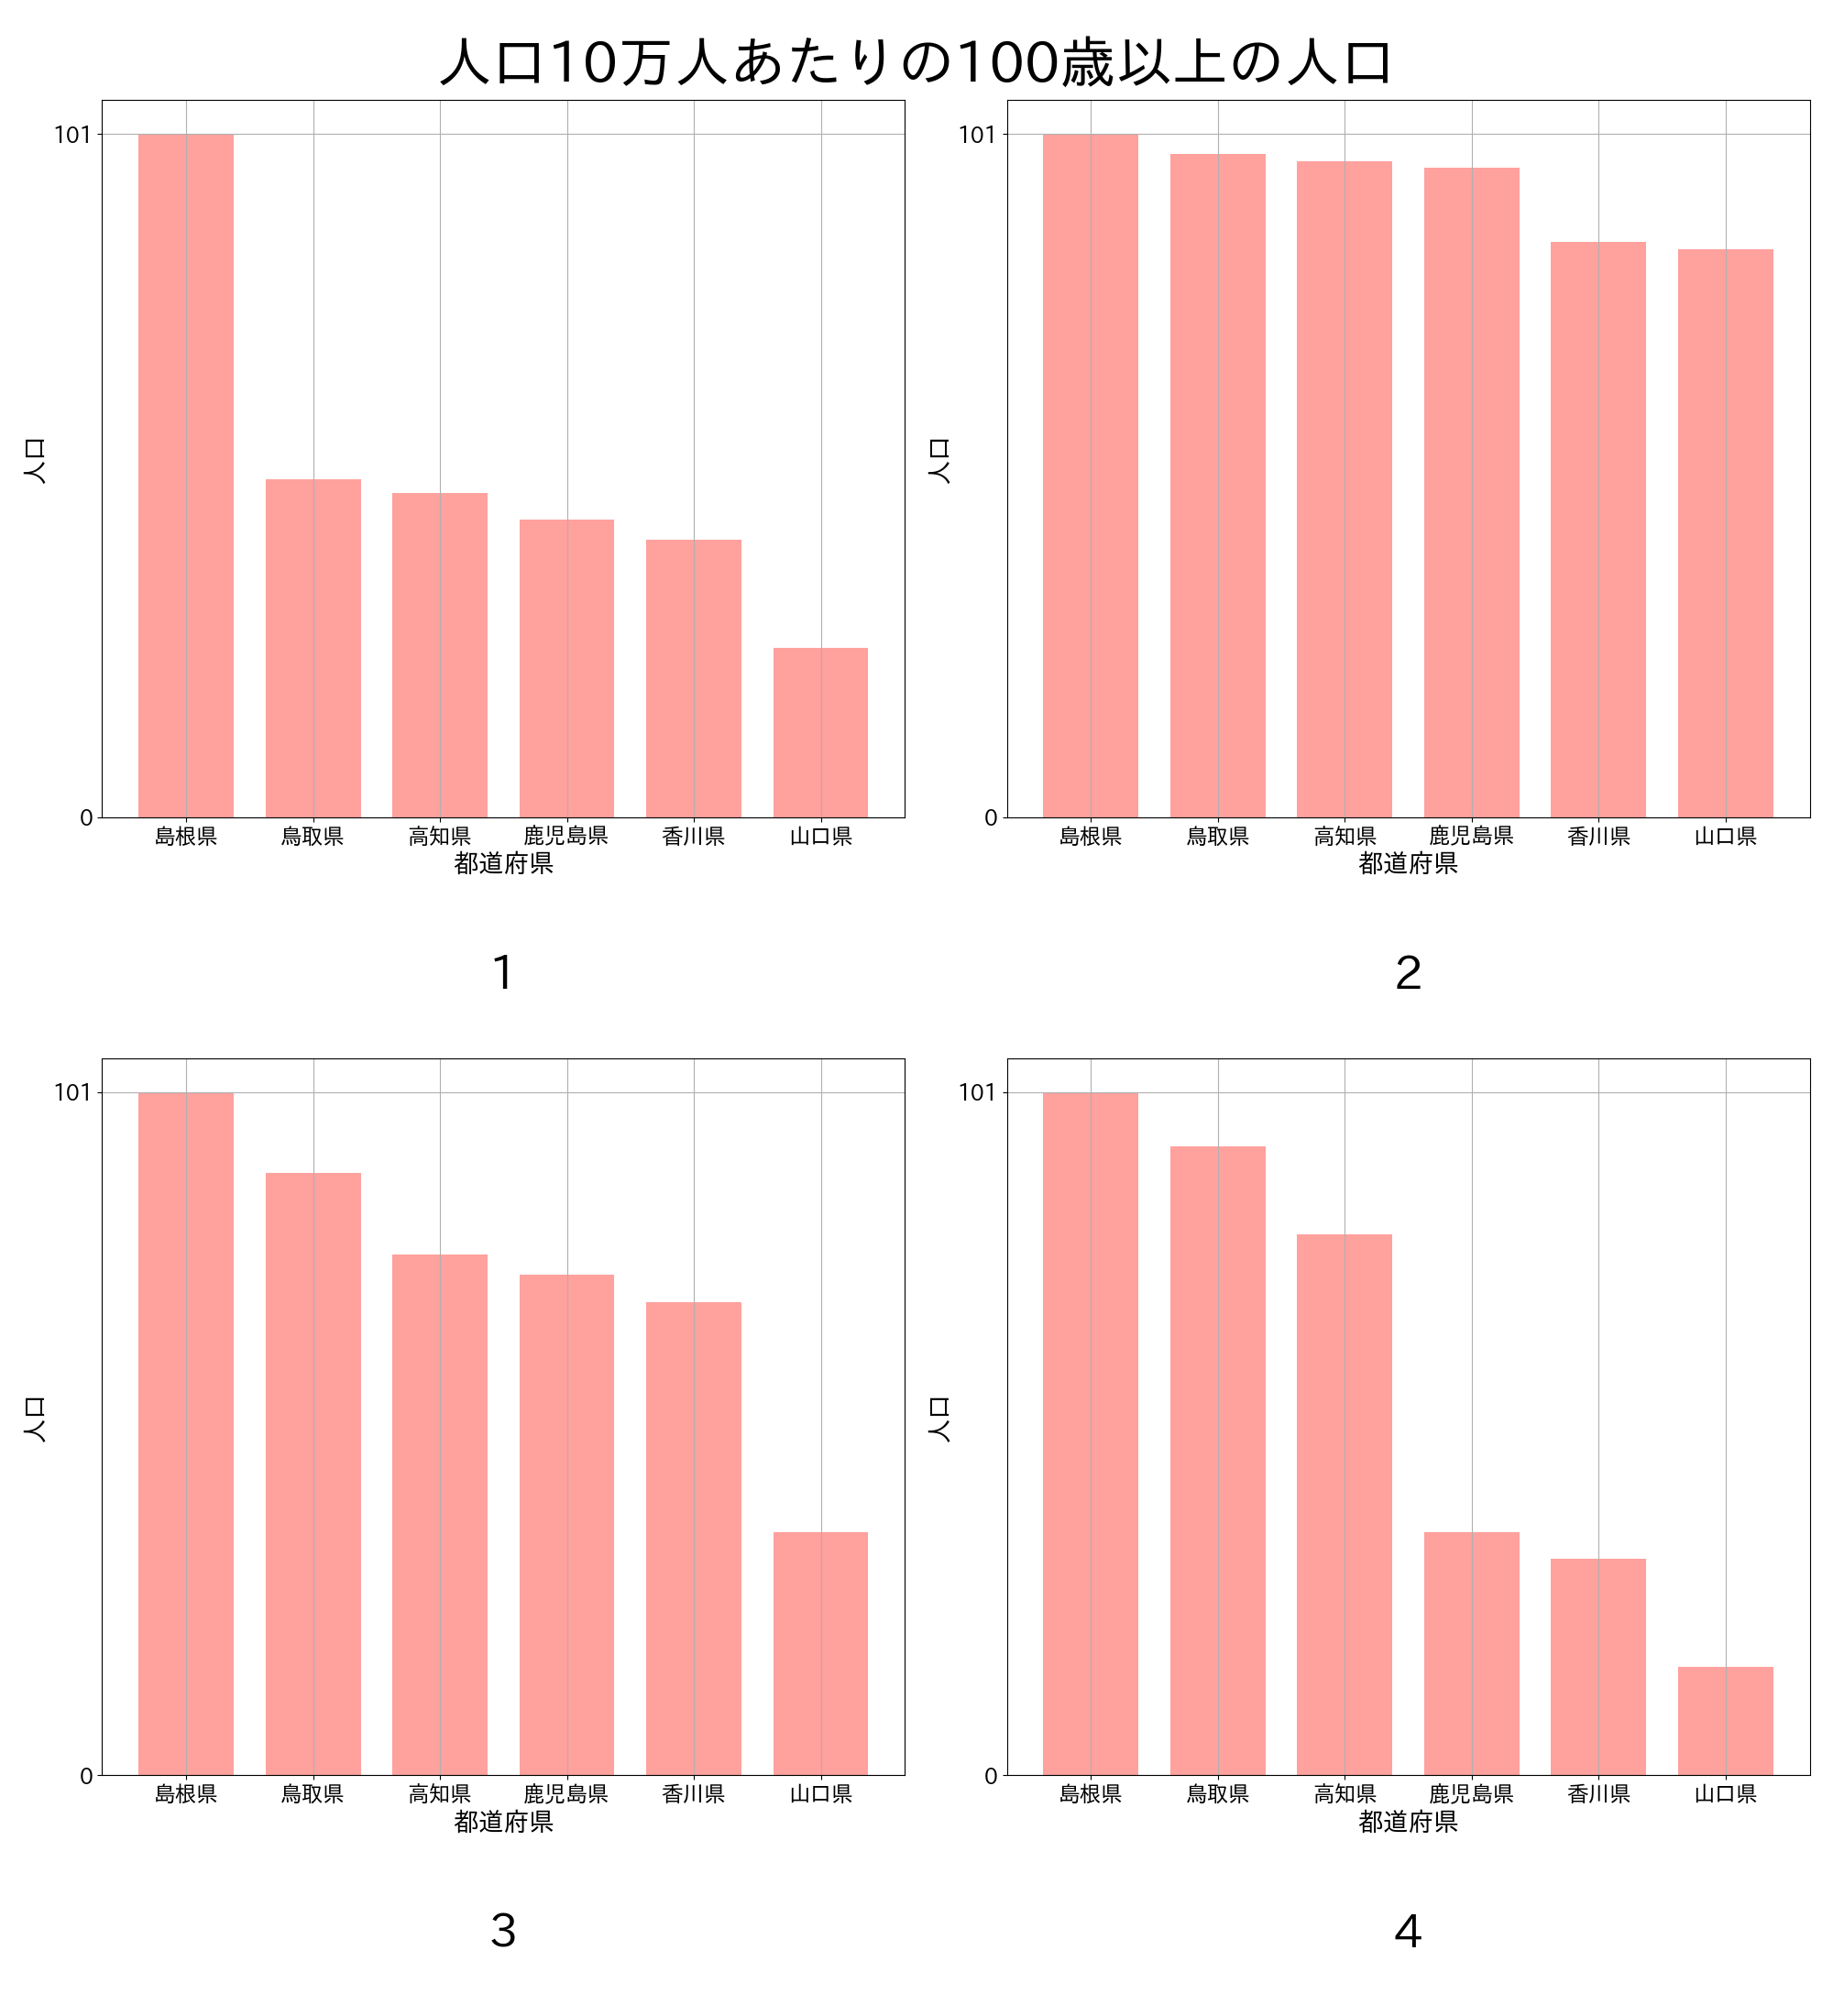 人口10万人あたりの100歳以上の人口
101
人口
0
島根県 鳥取県 高知県 鹿児島県 香川県 山口県
都道府県
1
101
人口
0
島根県 鳥取県 高知県 鹿児島県 香川県 山口県
都道府県
2
101
人口
0
島根県 鳥取県 高知県 鹿児島県 香川県 山口県
都道府県
3
101
人口
0
島根県 鳥取県 高知県 鹿児島県 香川県 山口県
都道府県
4